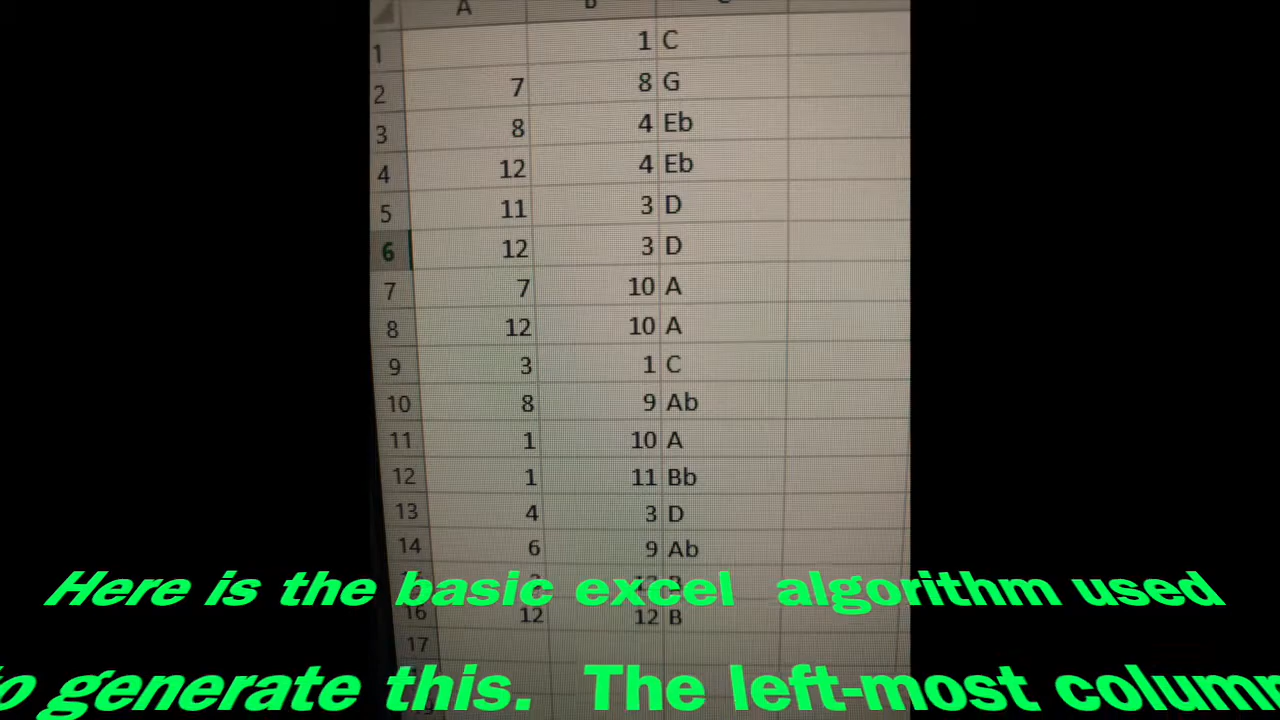 A B
1 1 C
2 7 8 G
3 8 4 Eb
4 12 4 Eb
5 11 3 D
6 12 3 D
7 7 10 A
8 12 10 A
9 3 1 C
10 8 9 Ab
11 1 10 A
12 1 11 Bb
13 4 3 D
14 6 9 Ab
16 12 12 B
17
Here is the basic excel algorithm used
to generate this. The left-most column